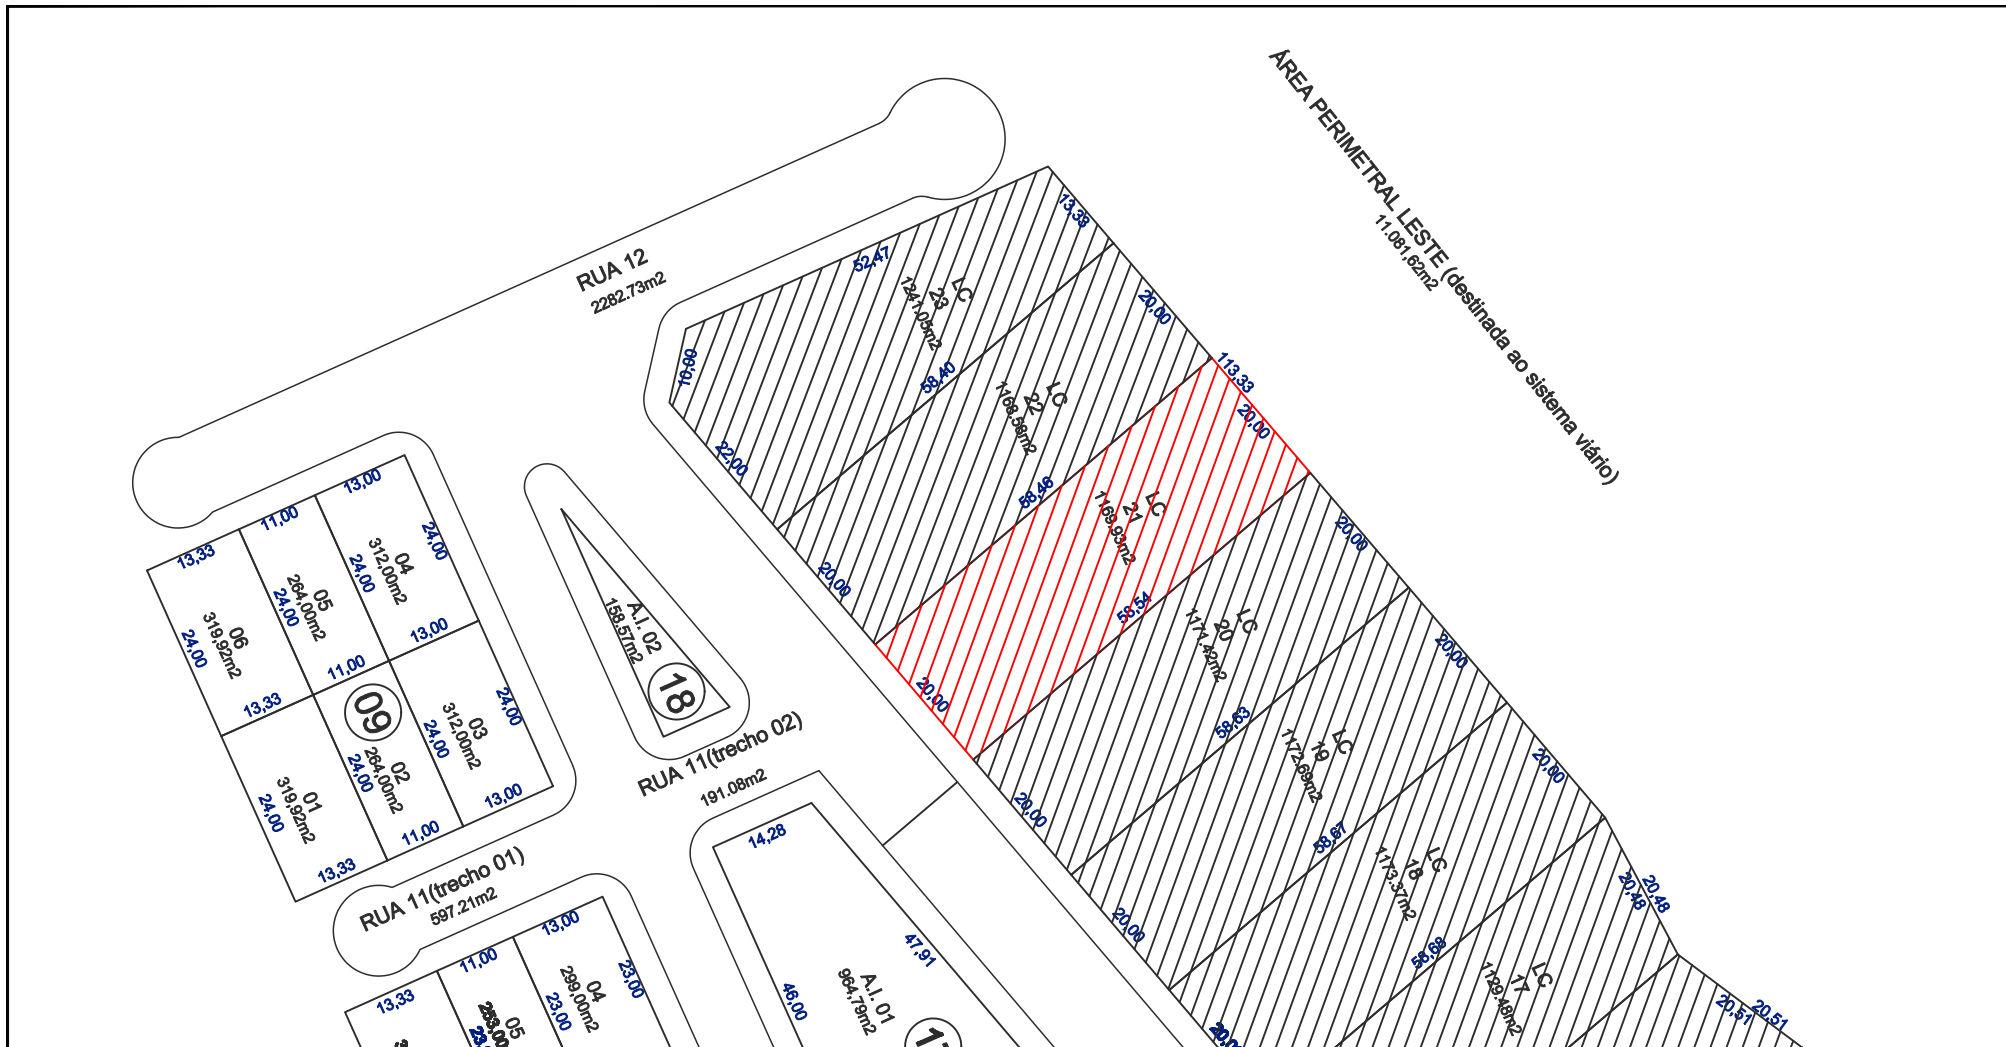 ÁREA PERIMETRAL LESTE (destinada ao sistema viário)
11.081,62m2
RUA 12
2282.73m2
13,33
52,47
LC
23
1241.05m2
10,00
22,00
58,40
20,00
LC
22
1168.58m2
20,00
58,46
113,33
20,00
LC
21
1169.93m2
20,00
58,54
20,00
LC
20
1171.42m2
20,00
58,63
20,00
LC
19
1172.69m2
20,00
58,67
20,00
LC
18
1173.37m2
58,68
20,48
20,48
LC
17
1129.48m2
20,51
20,51
13,00
11,00
13,33
24,00
04
312,00m2
24,00
05
264,00m2
24,00
06
319,92m2
24,00
13,00
11,00
13,33
09
24,00
03
312,00m2
24,00
02
264,00m2
24,00
01
319,92m2
24,00
13,00
11,00
13,33
A.I. 02
158.57m2
18
RUA 11(trecho 02)
191.08m2
RUA 11(trecho 01)
597.21m2
14,28
47,91
46,00
A.I. 01
964,79m2
13,00
11,00
13,33
23,00
04
299,00m2
23,00
05